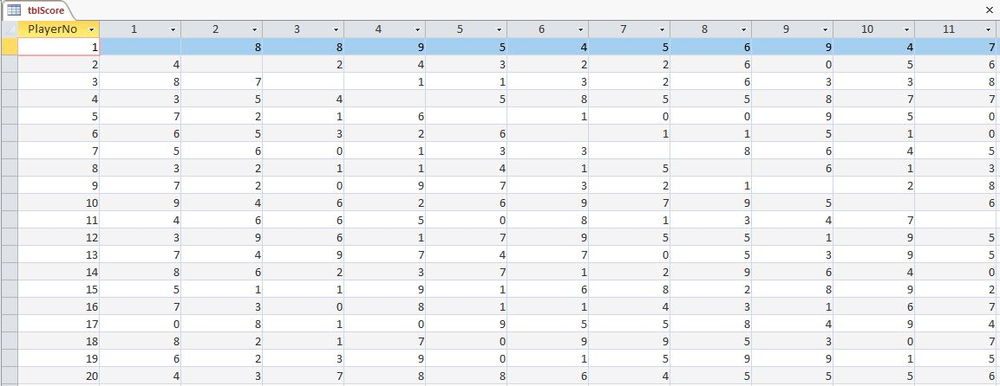 tblScore
PlayerNo 1 2 3 4 5 6 7 8 9 10 11
1 8 8 9 5 4 5 6 9 4 7
2 4 2 4 3 2 2 6 0 5 6
3 8 7 1 1 3 2 6 3 3 8
4 3 5 4 5 8 5 5 8 7 7
5 7 2 1 6 1 0 0 9 5 0
6 6 5 3 2 6 1 1 5 1 0
7 5 6 0 1 3 3 8 6 4 5
8 3 2 1 1 4 1 5 6 1 3
9 7 2 0 9 7 3 2 1 2 8
10 9 4 6 2 6 9 7 9 5 6
11 4 6 6 5 0 8 1 3 4 7
12 3 9 6 1 7 9 5 5 1 9 5
13 7 4 9 7 4 7 0 5 3 9 5
14 8 6 2 3 7 1 2 9 6 4 0
15 5 1 1 9 1 6 8 2 8 9 2
16 7 3 0 8 1 1 4 3 1 6 7
17 0 8 1 0 9 5 5 8 4 9 4
18 8 2 1 7 0 9 9 5 3 0 7
19 6 2 3 9 0 1 5 9 9 1 5
20 4 3 7 8 8 6 4 5 5 5 6